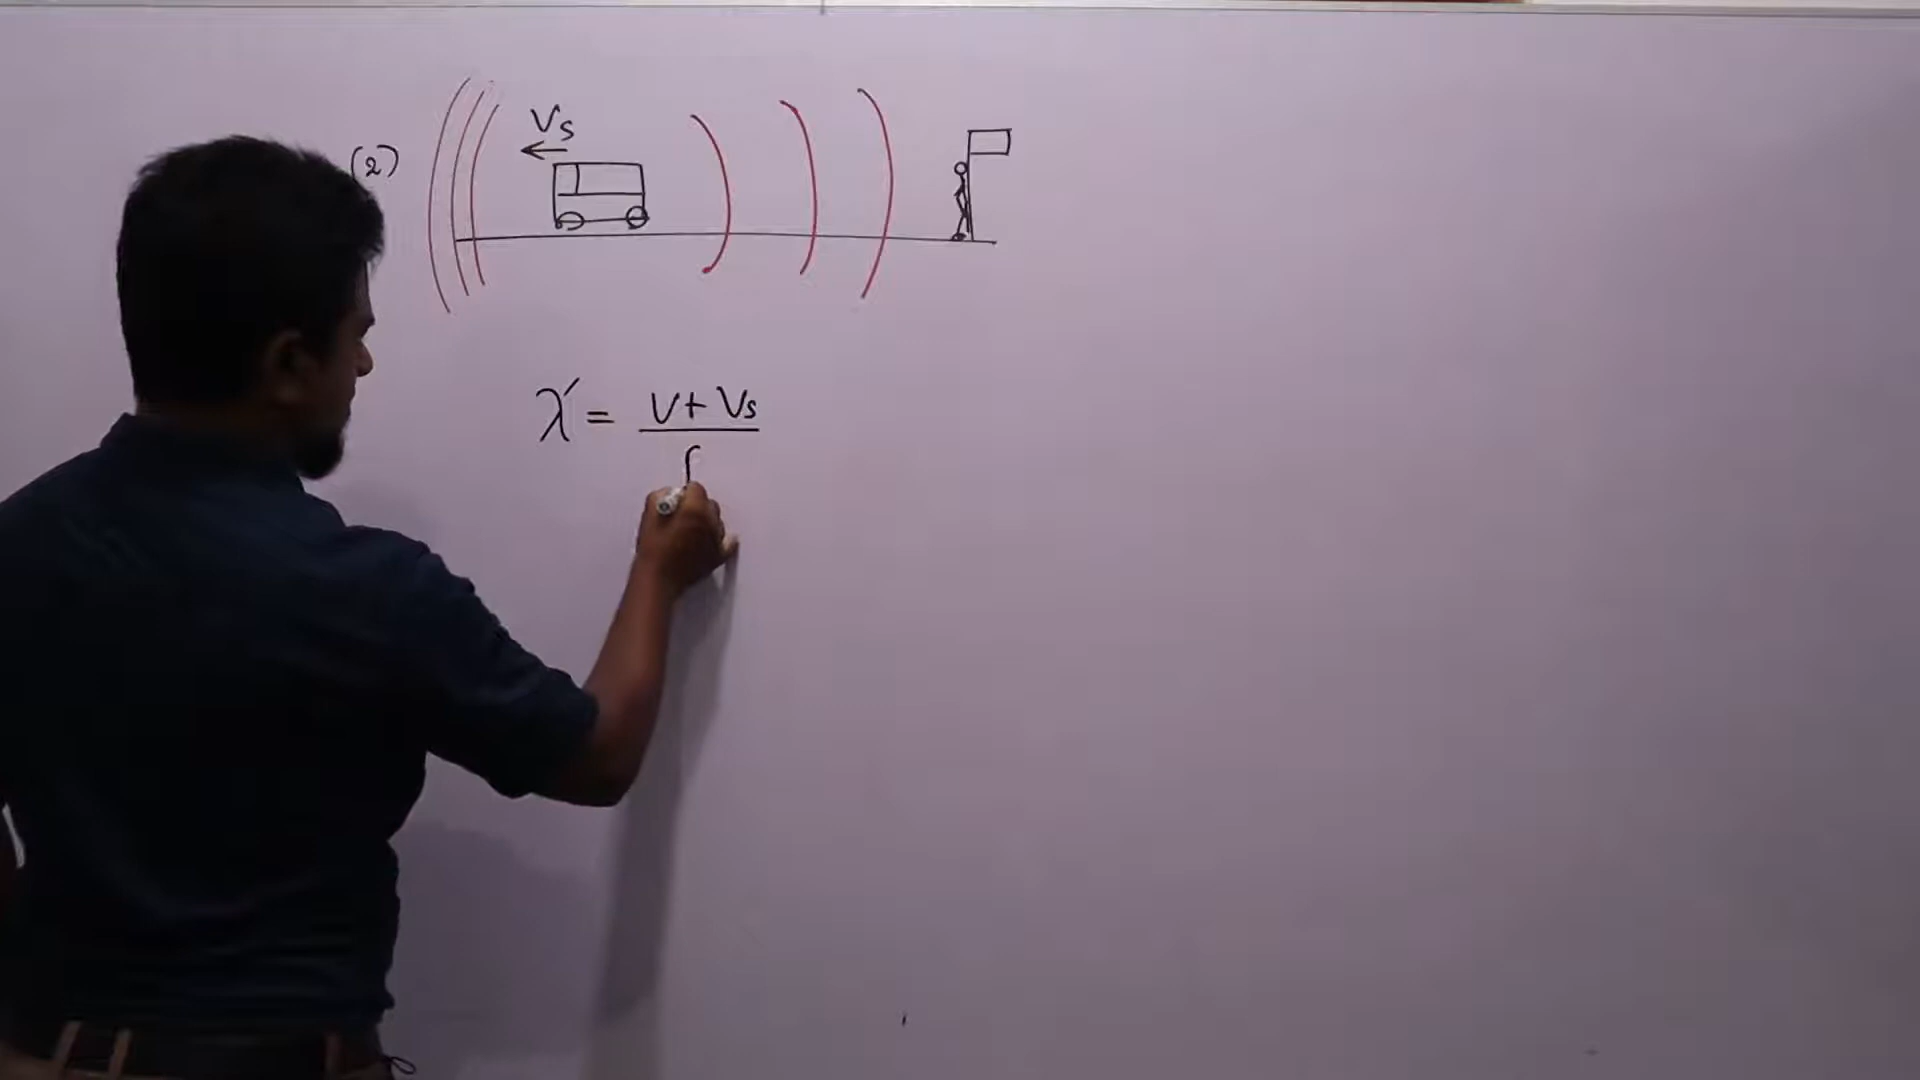 (2)
Vs
λ' = V + Vs
f